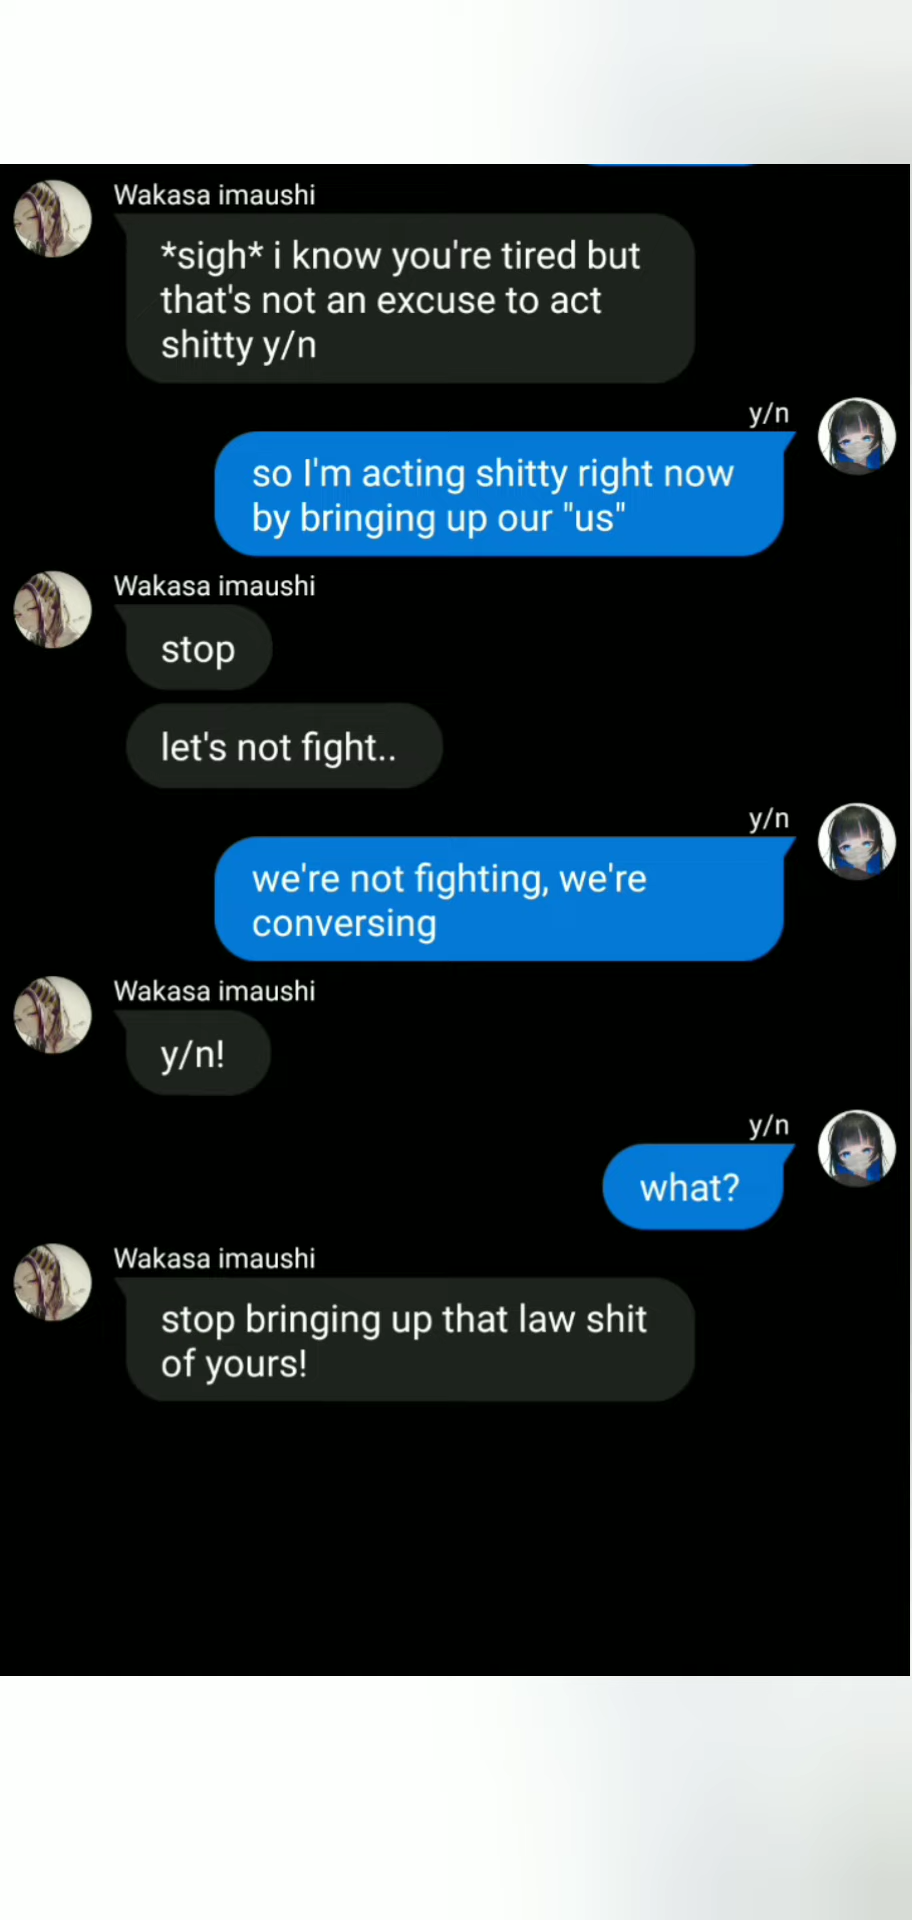 Wakasa imaushi
*sigh* i know you're tired but
that's not an excuse to act
shitty y/n
y/n
so I'm acting shitty right now
by bringing up our "us"
Wakasa imaushi
stop
let's not fight..
y/n
we're not fighting, we're
conversing
Wakasa imaushi
y/n!
y/n
what?
Wakasa imaushi
stop bringing up that law shit
of yours!